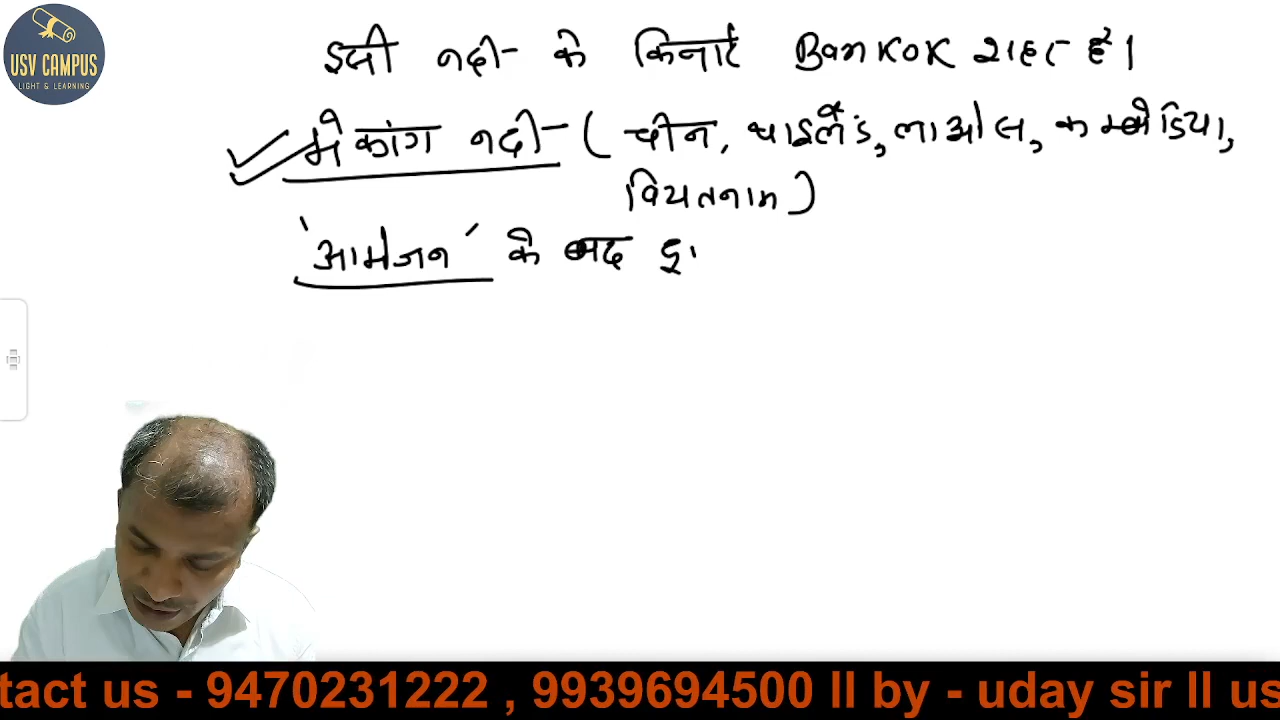 USV CAMPUS
LIGHT & LEARNING
इसी नदी के किनारे Bankok शहर है।
मेकांग नदी - ( चीन, थाईलैंड, लाओस, कम्बोडिया,
वियतनाम )
'आमेजन' के बाद दु
tact us - 9470231222 , 9939694500 ll by - uday sir ll us